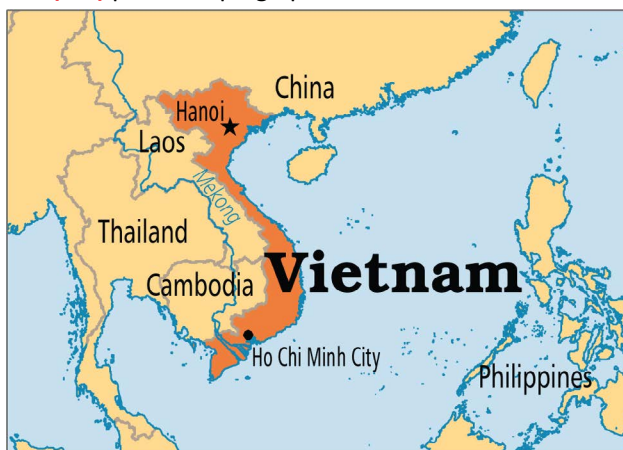 China
Hanoi
Laos
Mekong
Thailand
Vietnam
Cambodia
Ho Chi Minh City
Philippines